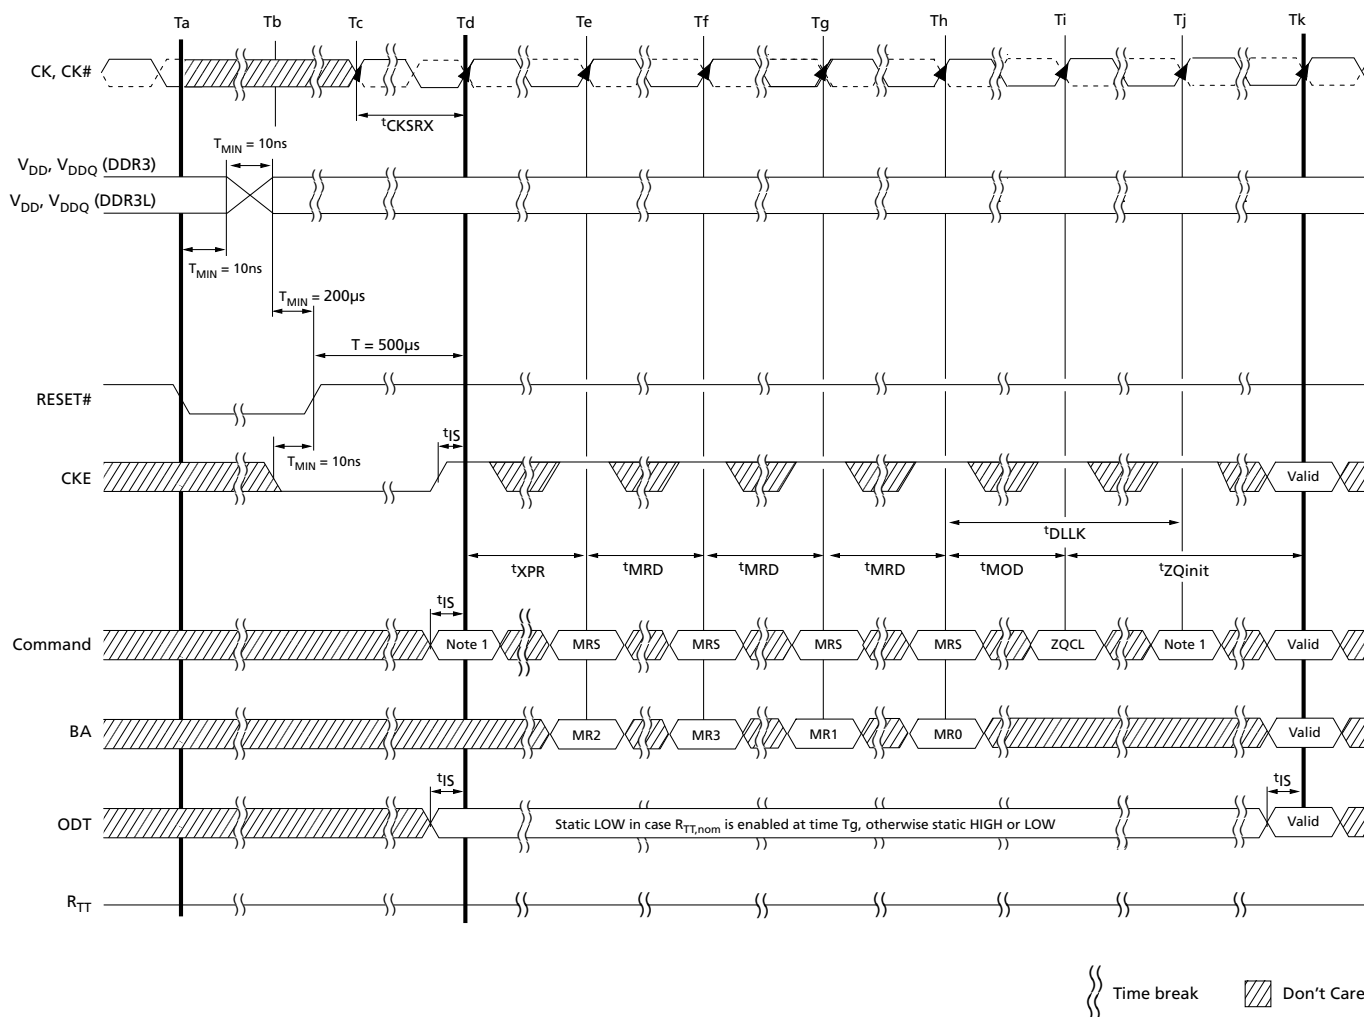 Ta Tb Tc Td Te Tf Tg Th Ti Tj Tk
CK, CK#
tCKSRX
TMIN = 10ns
VDD, VDDQ (DDR3)
VDD, VDDQ (DDR3L)
TMIN = 10ns
TMIN = 200µs
T = 500µs
RESET#
tIS
TMIN = 10ns
CKE
Valid
tDLLK
tXPR tMRD tMRD tMRD tMOD tZQinit
tIS
Command Note 1 MRS MRS MRS MRS ZQCL Note 1 Valid
BA MR2 MR3 MR1 MR0 Valid
tIS tIS
ODT Static LOW in case RTT,nom is enabled at time Tg, otherwise static HIGH or LOW Valid
RTT
Time break Don't Care